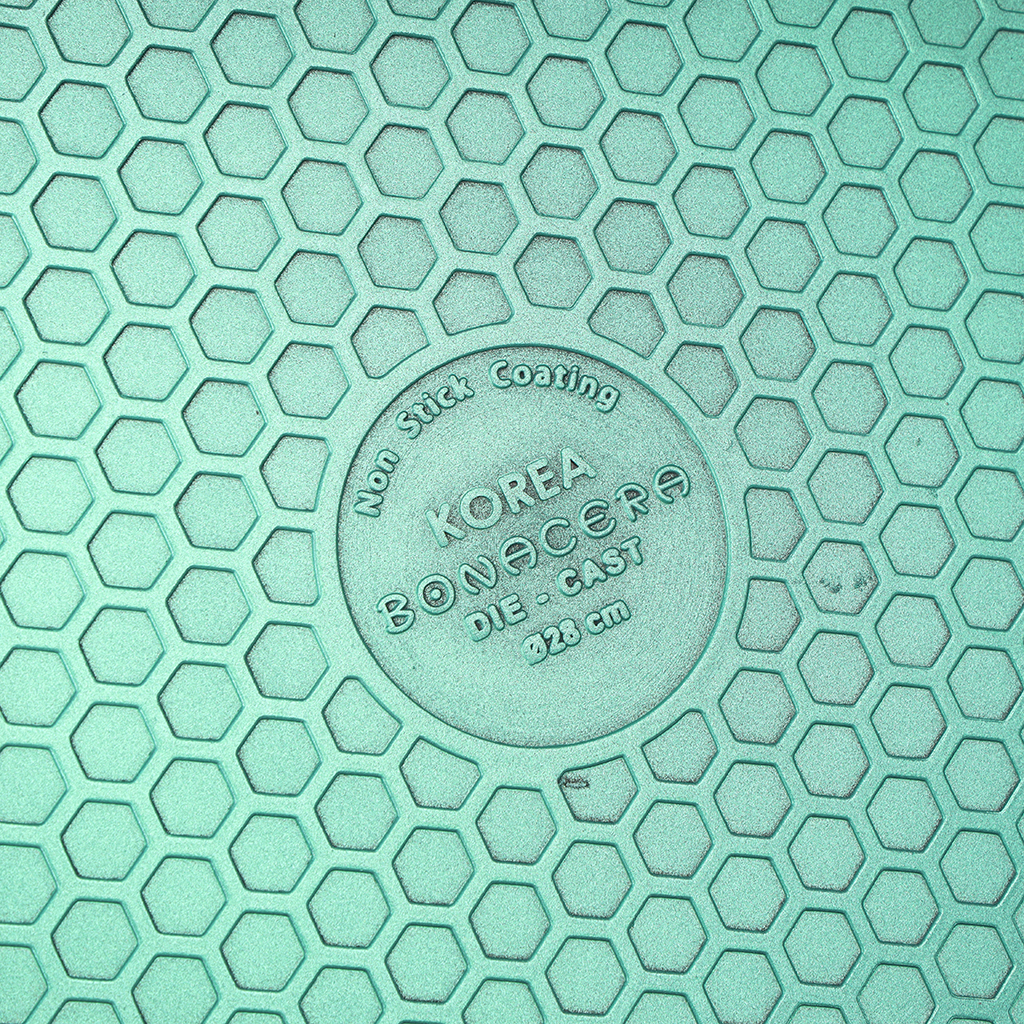 Non Stick Coating
KOREA
BONACERA
DIE - CAST
Ø28 cm